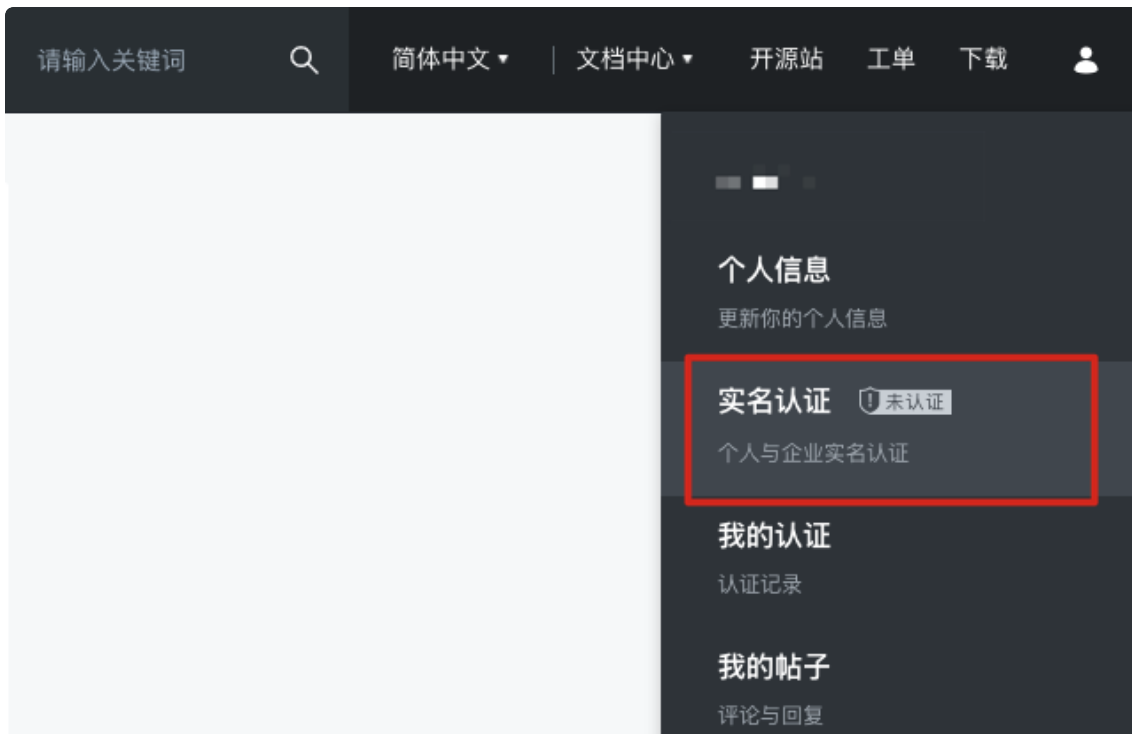 请输入关键词 简体中文 ▾ | 文档中心 ▾ 开源站 工单 下载
个人信息
更新你的个人信息
实名认证 未认证
个人与企业实名认证
我的认证
认证记录
我的帖子
评论与回复